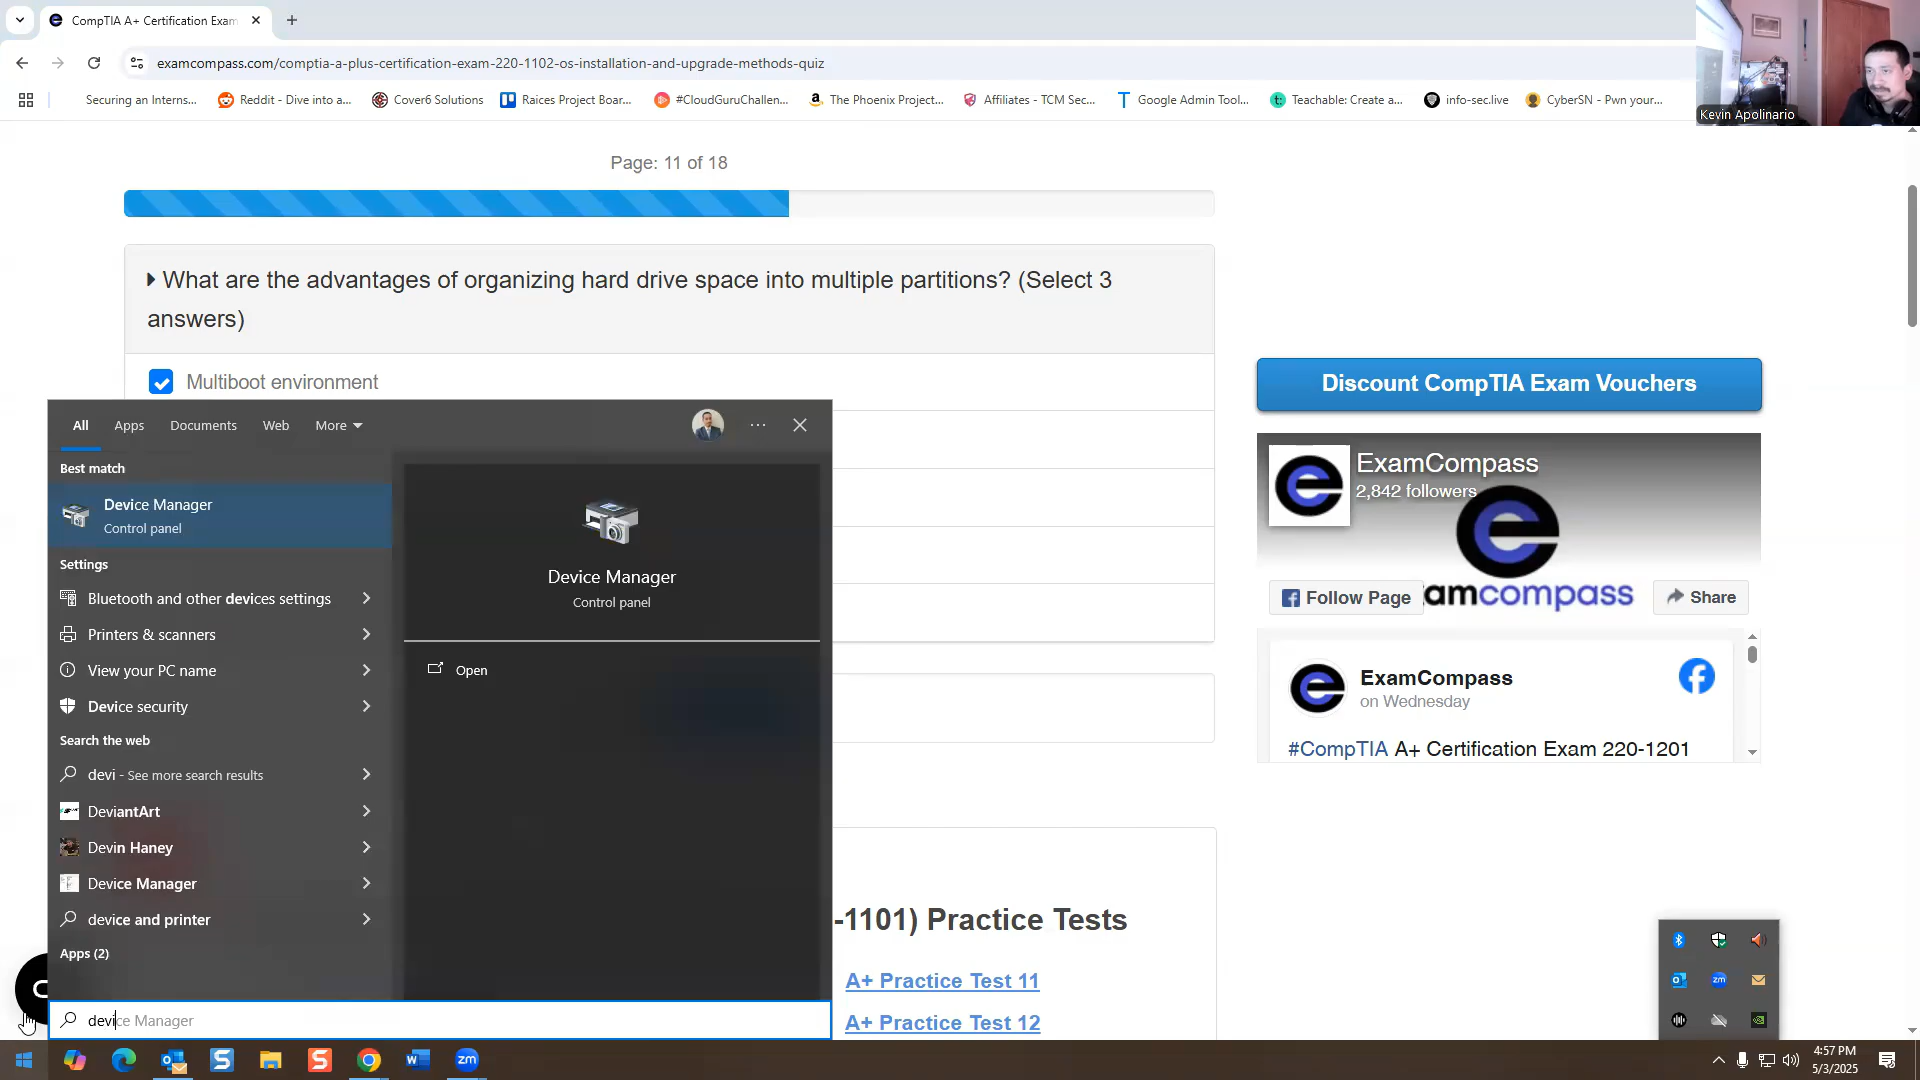 CompTIA A+ Certification Exam
examcompass.com/comptia-a-plus-certification-exam-220-1102-os-installation-and-upgrade-methods-quiz
Securing an Interns...
Reddit - Dive into a...
Cover6 Solutions
Raices Project Boar...
#CloudGuruChallen...
The Phoenix Project...
Affiliates - TCM Sec...
Google Admin Tool...
Teachable: Create a...
info-sec.live
CyberSN - Pwn your...
Kevin Apolinario
Page: 11 of 18
What are the advantages of organizing hard drive space into multiple partitions? (Select 3
answers)
Multiboot environment
All
Apps
Documents
Web
More
Best match
Device Manager
Control panel
Settings
Bluetooth and other devices settings
Printers & scanners
View your PC name
Device security
Search the web
devi - See more search results
DeviantArt
Devin Haney
Device Manager
device and printer
Apps (2)
device Manager
Device Manager
Control panel
Open
-1101) Practice Tests
A+ Practice Test 11
A+ Practice Test 12
Discount CompTIA Exam Vouchers
ExamCompass
2,842 followers
Follow Page
amcompass
Share
ExamCompass
on Wednesday
#CompTIA A+ Certification Exam 220-1201
4:57 PM
5/3/2025